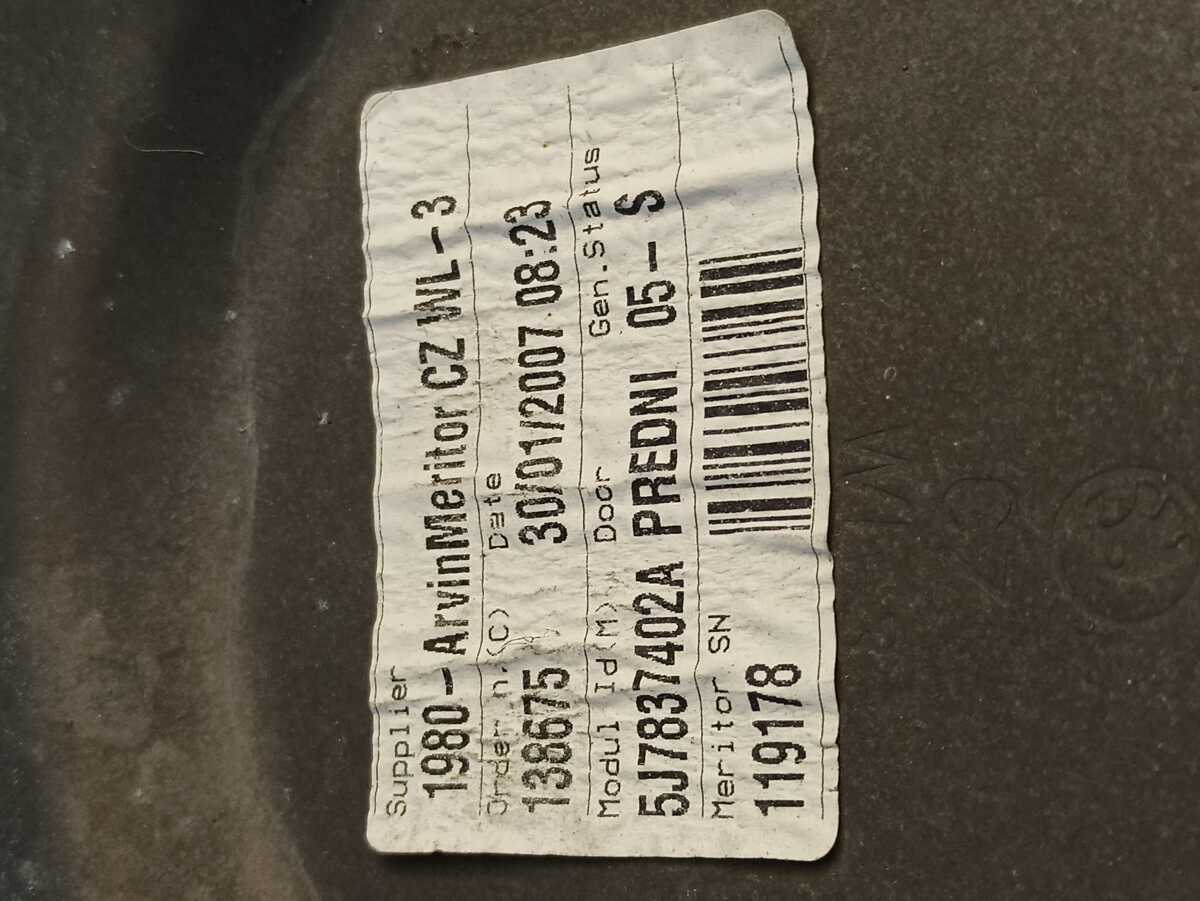 Supplier
1980 - ArvinMeritor CZ WL - 3
Order n.(C) Date
138675 30/01/2007 08:23
Modul Id(M) Door Gen.Status
5J7837402A PREDNI 05 - S
Meritor SN
119178